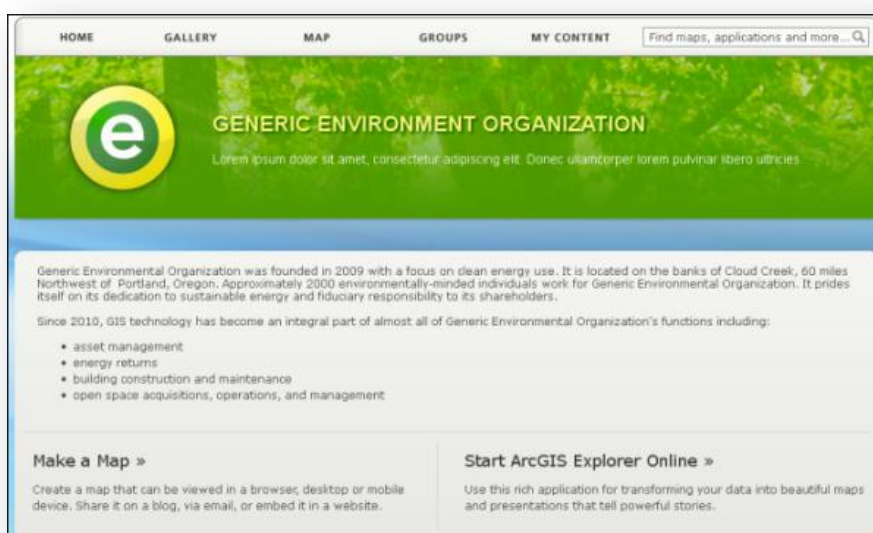 HOME GALLERY MAP GROUPS MY CONTENT Find maps, applications and more...
e
GENERIC ENVIRONMENT ORGANIZATION
Lorem ipsum dolor sit amet, consectetur adipiscing elit. Donec ullamcorper lorem pulvinar libero ultricies.
Generic Environmental Organization was founded in 2009 with a focus on clean energy use. It is located on the banks of Cloud Creek, 60 miles
Northwest of Portland, Oregon. Approximately 2000 environmentally-minded individuals work for Generic Environmental Organization. It prides
itself on its dedication to sustainable energy and fiduciary responsibility to its shareholders.
Since 2010, GIS technology has become an integral part of almost all of Generic Environmental Organization's functions including:
• asset management
• energy returns
• building construction and maintenance
• open space acquisitions, operations, and management
Make a Map »
Create a map that can be viewed in a browser, desktop or mobile
device. Share it on a blog, via email, or embed it in a website.
Start ArcGIS Explorer Online »
Use this rich application for transforming your data into beautiful maps
and presentations that tell powerful stories.